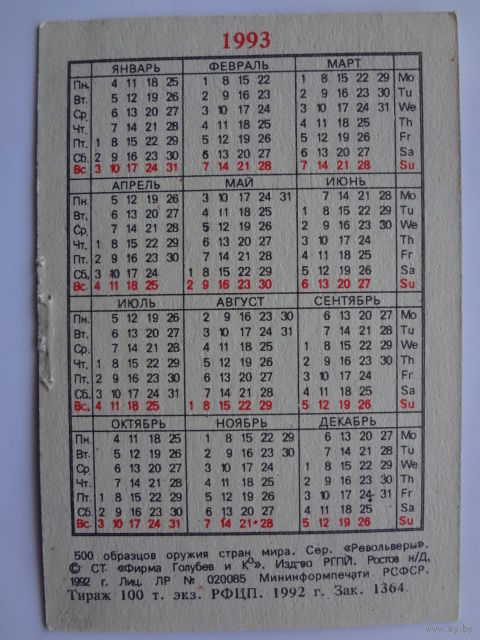 1993
ЯНВАРЬ ФЕВРАЛЬ МАРТ
Пн. 4 11 18 25 1 8 15 22 1 8 15 22 29 Mo
Вт. 5 12 19 26 2 9 16 23 2 9 16 23 30 Tu
Ср. 6 13 20 27 3 10 17 24 3 10 17 24 31 We
Чт. 7 14 21 28 4 11 18 25 4 11 18 25 Th
Пт. 1 8 15 22 29 5 12 19 26 5 12 19 26 Fr
Сб. 2 9 16 23 30 6 13 20 27 6 13 20 27 Sa
Вс. 3 10 17 24 31 7 14 21 28 7 14 21 28 Su
АПРЕЛЬ МАЙ ИЮНЬ
Пн. 5 12 19 26 3 10 17 24 31 7 14 21 28 Mo
Вт. 6 13 20 27 4 11 18 25 1 8 15 22 29 Tu
Ср. 7 14 21 28 5 12 19 26 2 9 16 23 30 We
Чт. 1 8 15 22 29 6 13 20 27 3 10 17 24 Th
Пт. 2 9 16 23 30 7 14 21 28 4 11 18 25 Fr
Сб. 3 10 17 24 1 8 15 22 29 5 12 19 26 Sa
Вс. 4 11 18 25 2 9 16 23 30 6 13 20 27 Su
ИЮЛЬ АВГУСТ СЕНТЯБРЬ
Пн. 5 12 19 26 2 9 16 23 30 6 13 20 27 Mo
Вт. 6 13 20 27 3 10 17 24 31 7 14 21 28 Tu
Ср. 7 14 21 28 4 11 18 25 1 8 15 22 29 We
Чт. 1 8 15 22 29 5 12 19 26 2 9 16 23 30 Th
Пт. 2 9 16 23 30 6 13 20 27 3 10 17 24 Fr
Сб. 3 10 17 24 31 7 14 21 28 4 11 18 25 Sa
Вс. 4 11 18 25 1 8 15 22 29 5 12 19 26 Su
ОКТЯБРЬ НОЯБРЬ ДЕКАБРЬ
Пн. 4 11 18 25 1 8 15 22 29 6 13 20 27 Mo
Вт. 5 12 19 26 2 9 16 23 30 7 14 21 28 Tu
Ср. 6 13 20 27 3 10 17 24 1 8 15 22 29 We
Чт. 7 14 21 28 4 11 18 25 2 9 16 23 30 Th
Пт. 1 8 15 22 29 5 12 19 26 3 10 17 24 31 Fr
Сб. 2 9 16 23 30 6 13 20 27 4 11 18 25 Sa
Вс. 3 10 17 24 31 7 14 21 28 5 12 19 26 Su
500 образцов оружия стран мира. Сер. «Револьверы».
© СТ. «Фирма Голубев и К°». Изд-во РГПИ. Ростов н/Д,
1992 г. Лиц. ЛР № 020085 Мининформпечати РСФСР.
Тираж 100 т. экз. РФЦП. 1992 г. Зак. 1364
www.ay.by